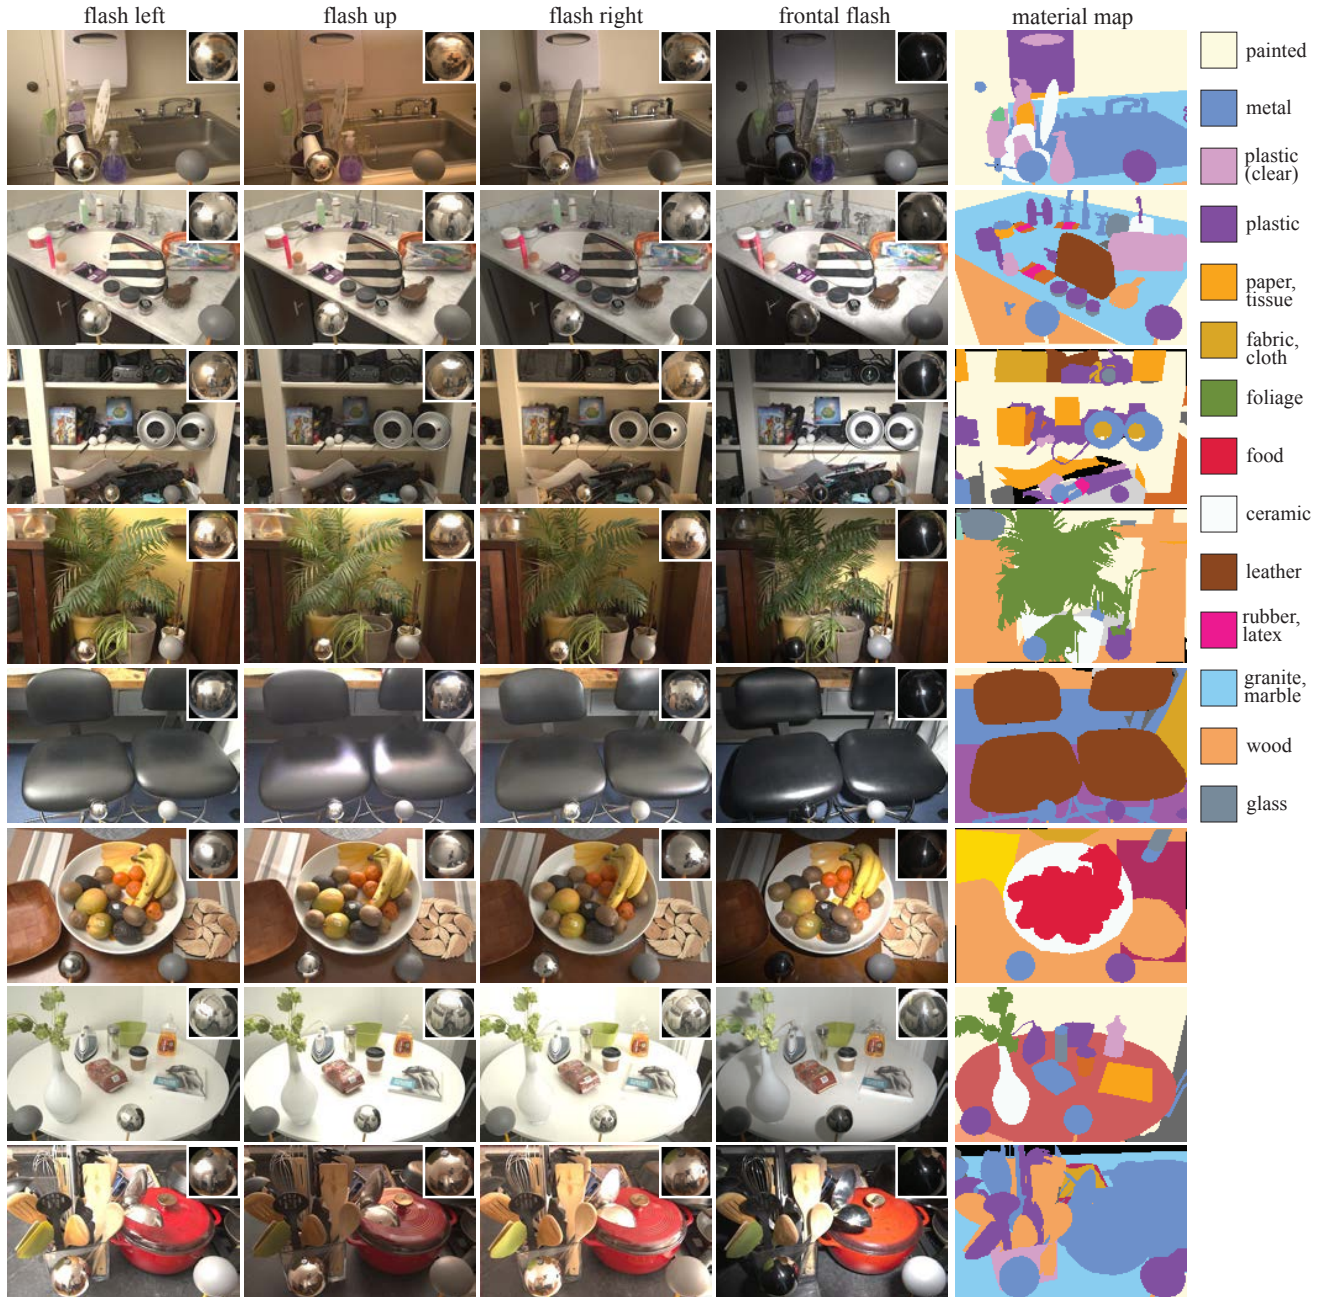 flash left
flash up
flash right
frontal flash
material map
painted
metal
plastic
(clear)
plastic
paper,
tissue
fabric,
cloth
foliage
food
ceramic
leather
rubber,
latex
granite,
marble
wood
glass